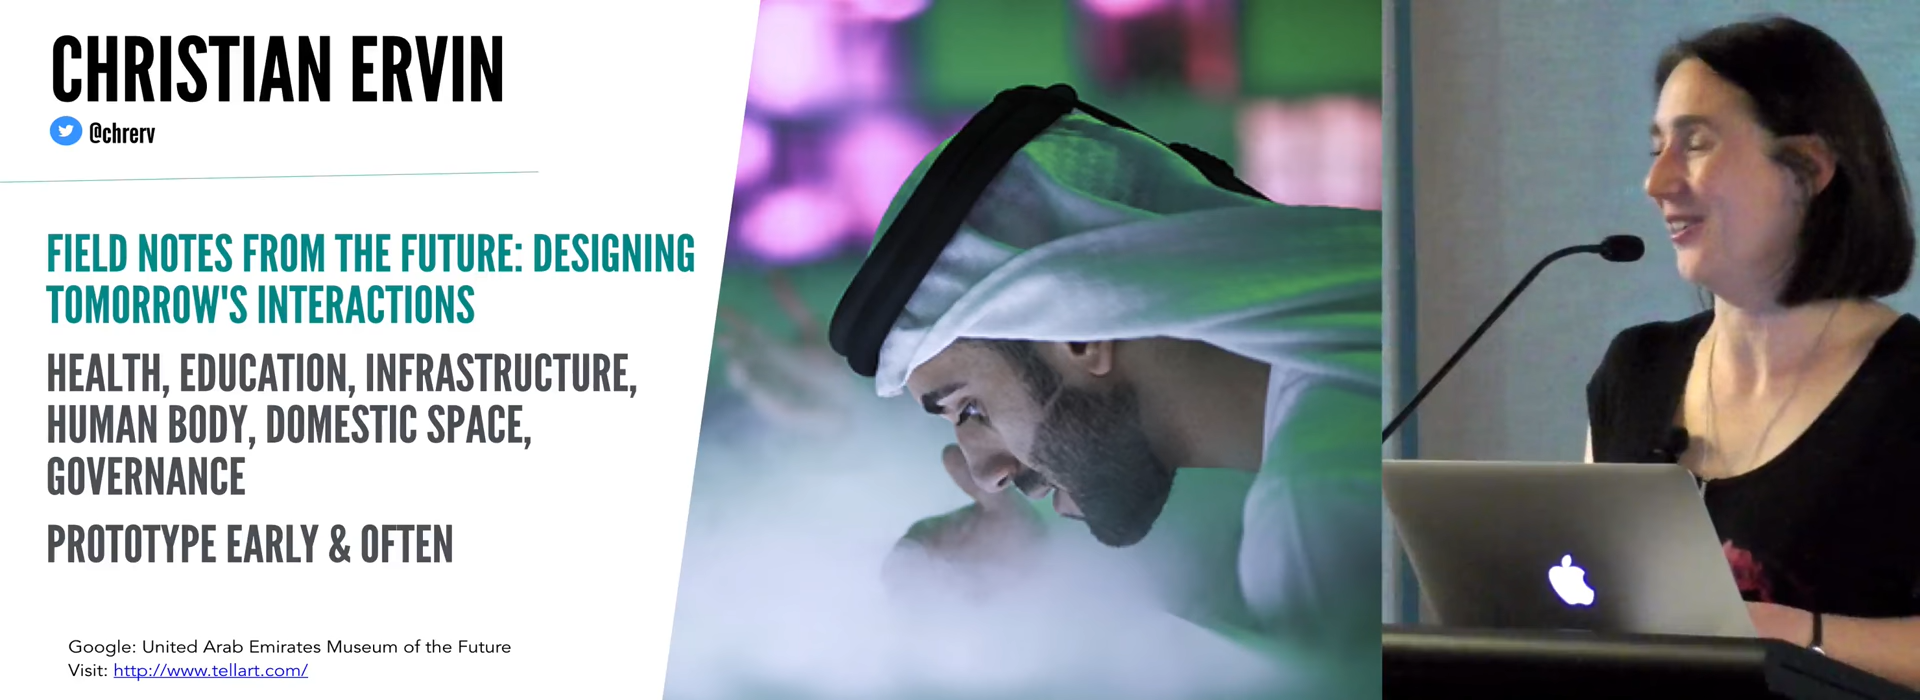 CHRISTIAN ERVIN
@chrerv
FIELD NOTES FROM THE FUTURE: DESIGNING
TOMORROW'S INTERACTIONS
HEALTH, EDUCATION, INFRASTRUCTURE,
HUMAN BODY, DOMESTIC SPACE,
GOVERNANCE
PROTOTYPE EARLY & OFTEN
Google: United Arab Emirates Museum of the Future
Visit: http://www.tellart.com/